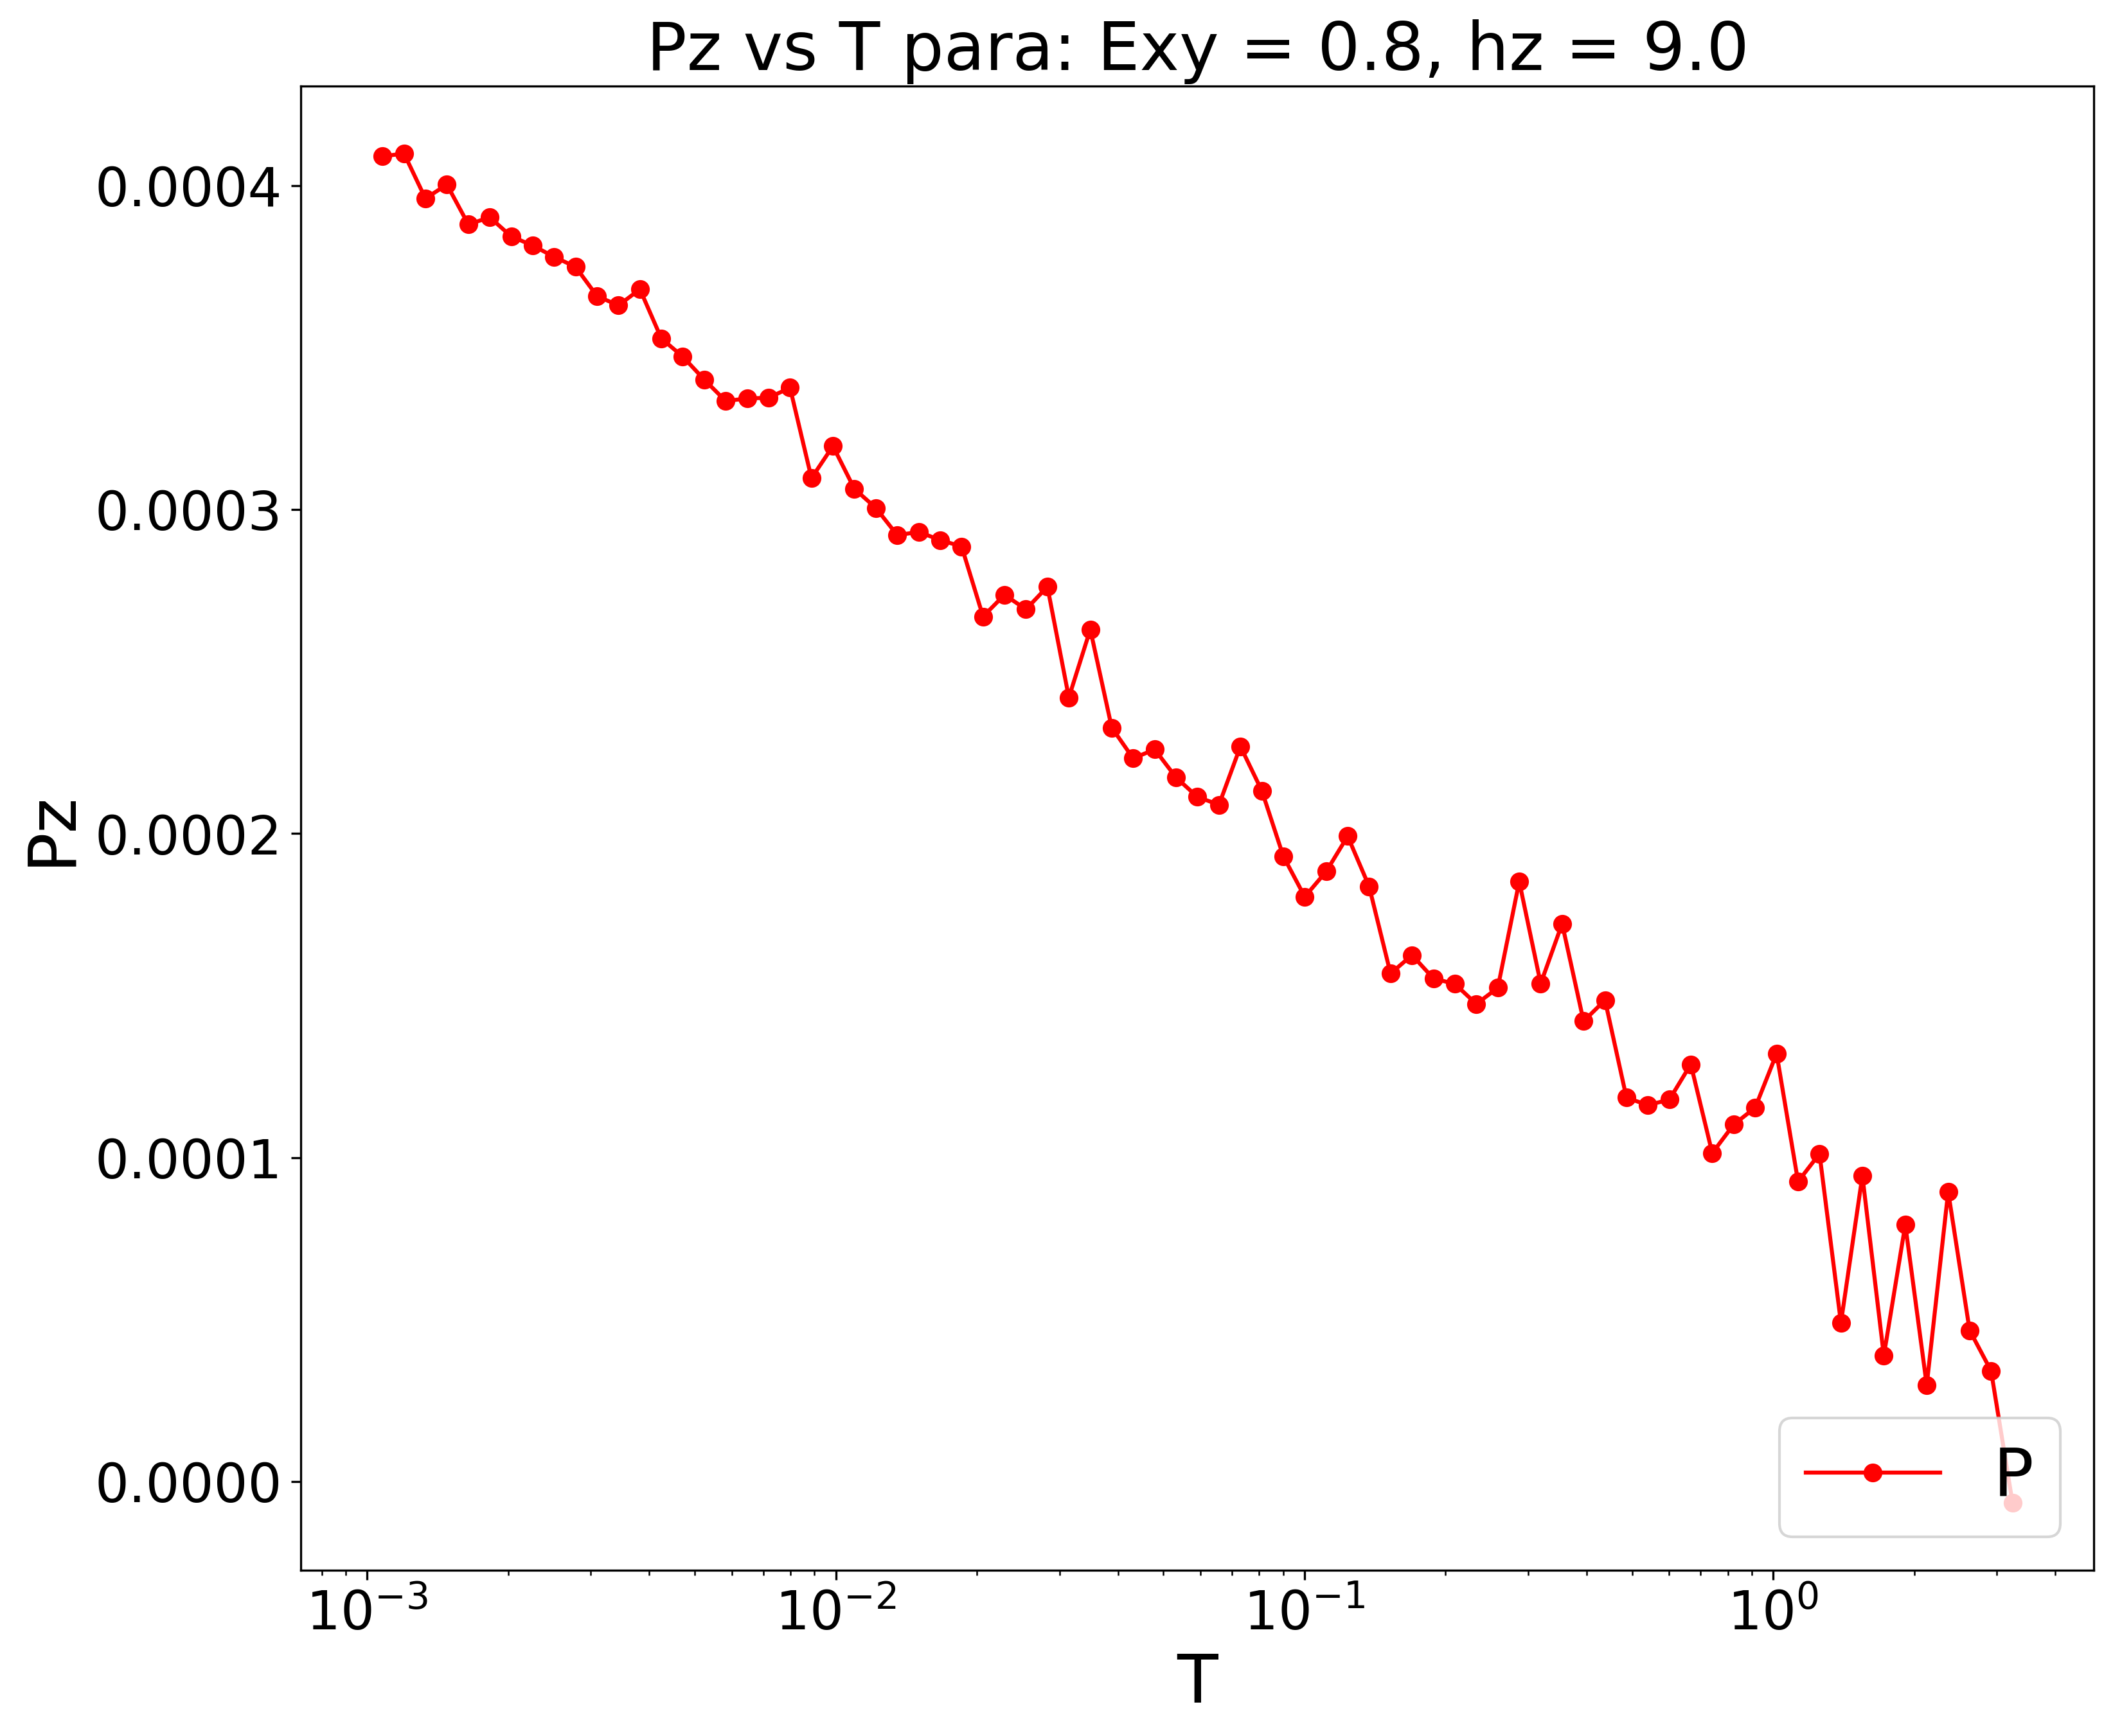 Pz vs T para: Exy = 0.8, hz = 9.0
Pz
0.0004
0.0003
0.0002
0.0001
0.0000
P
10⁻³ 10⁻² 10⁻¹ 10⁰
T